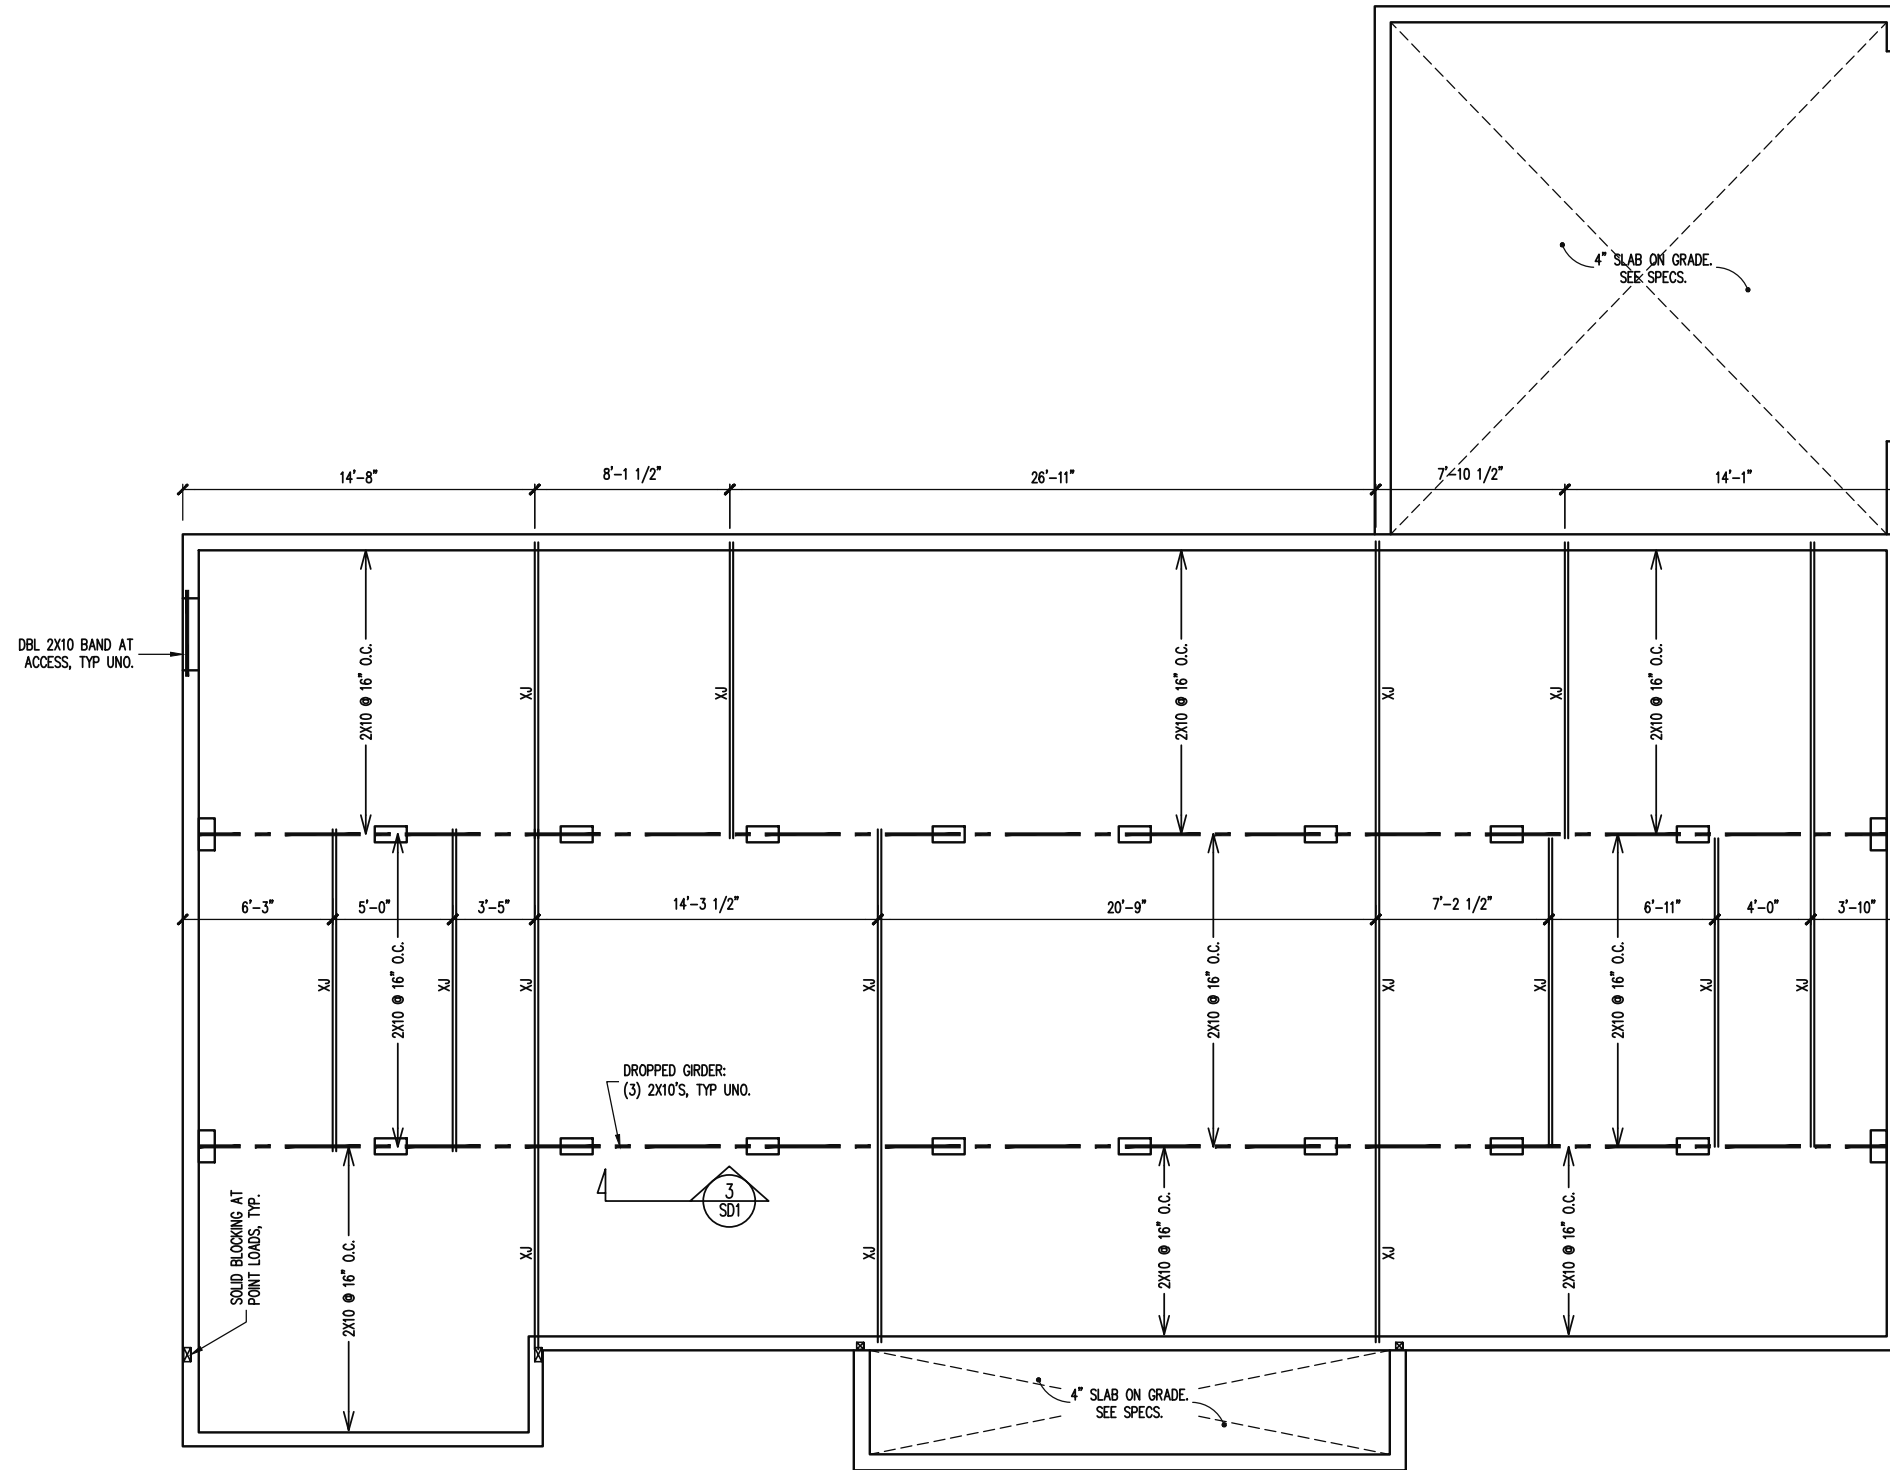 4" SLAB ON GRADE.
SEE SPECS.
14'-8"
8'-1 1/2"
26'-11"
7'-10 1/2"
14'-1"
DBL 2X10 BAND AT
ACCESS, TYP UNO.
2X10 @ 16" O.C.
2X10 @ 16" O.C.
2X10 @ 16" O.C.
XJ
XJ
XJ
XJ
6'-3"
5'-0"
3'-5"
14'-3 1/2"
20'-9"
7'-2 1/2"
6'-11"
4'-0"
3'-10"
2X10 @ 16" O.C.
2X10 @ 16" O.C.
2X10 @ 16" O.C.
XJ
XJ
XJ
XJ
XJ
XJ
XJ
XJ
DROPPED GIRDER:
(3) 2X10'S, TYP UNO.
3
SD1
SOLID BLOCKING AT
POINT LOADS, TYP.
2X10 @ 16" O.C.
XJ
XJ
2X10 @ 16" O.C.
XJ
2X10 @ 16" O.C.
4" SLAB ON GRADE.
SEE SPECS.